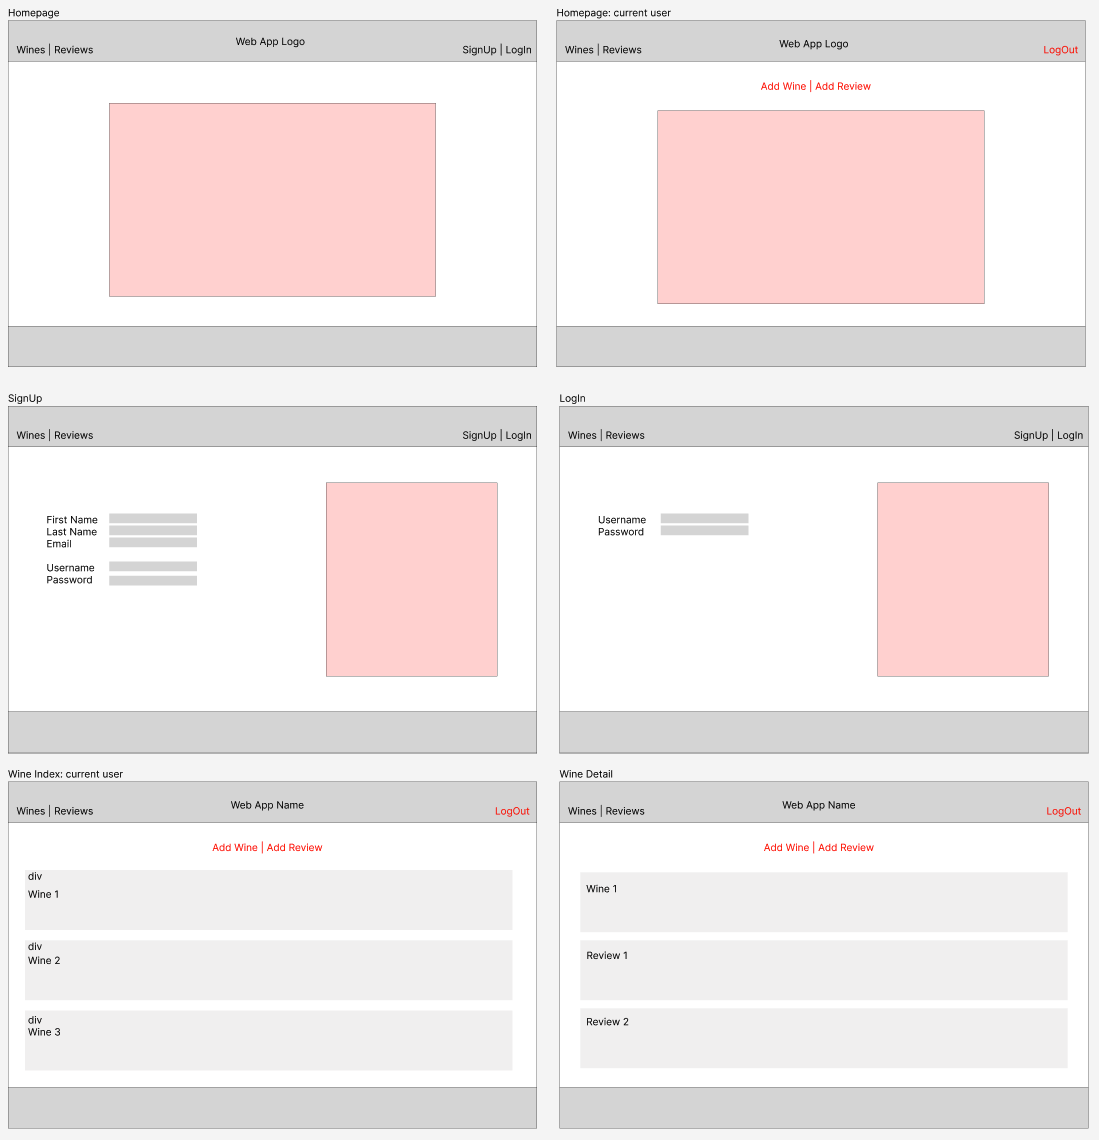 Homepage
Web App Logo
Wines | Reviews
SignUp | LogIn
Homepage: current user
Web App Logo
Wines | Reviews
LogOut
Add Wine | Add Review
SignUp
Wines | Reviews
SignUp | LogIn
First Name
Last Name
Email
Username
Password
LogIn
Wines | Reviews
SignUp | LogIn
Username
Password
Wine Index: current user
Web App Name
Wines | Reviews
LogOut
Add Wine | Add Review
div
Wine 1
div
Wine 2
div
Wine 3
Wine Detail
Web App Name
Wines | Reviews
LogOut
Add Wine | Add Review
Wine 1
Review 1
Review 2